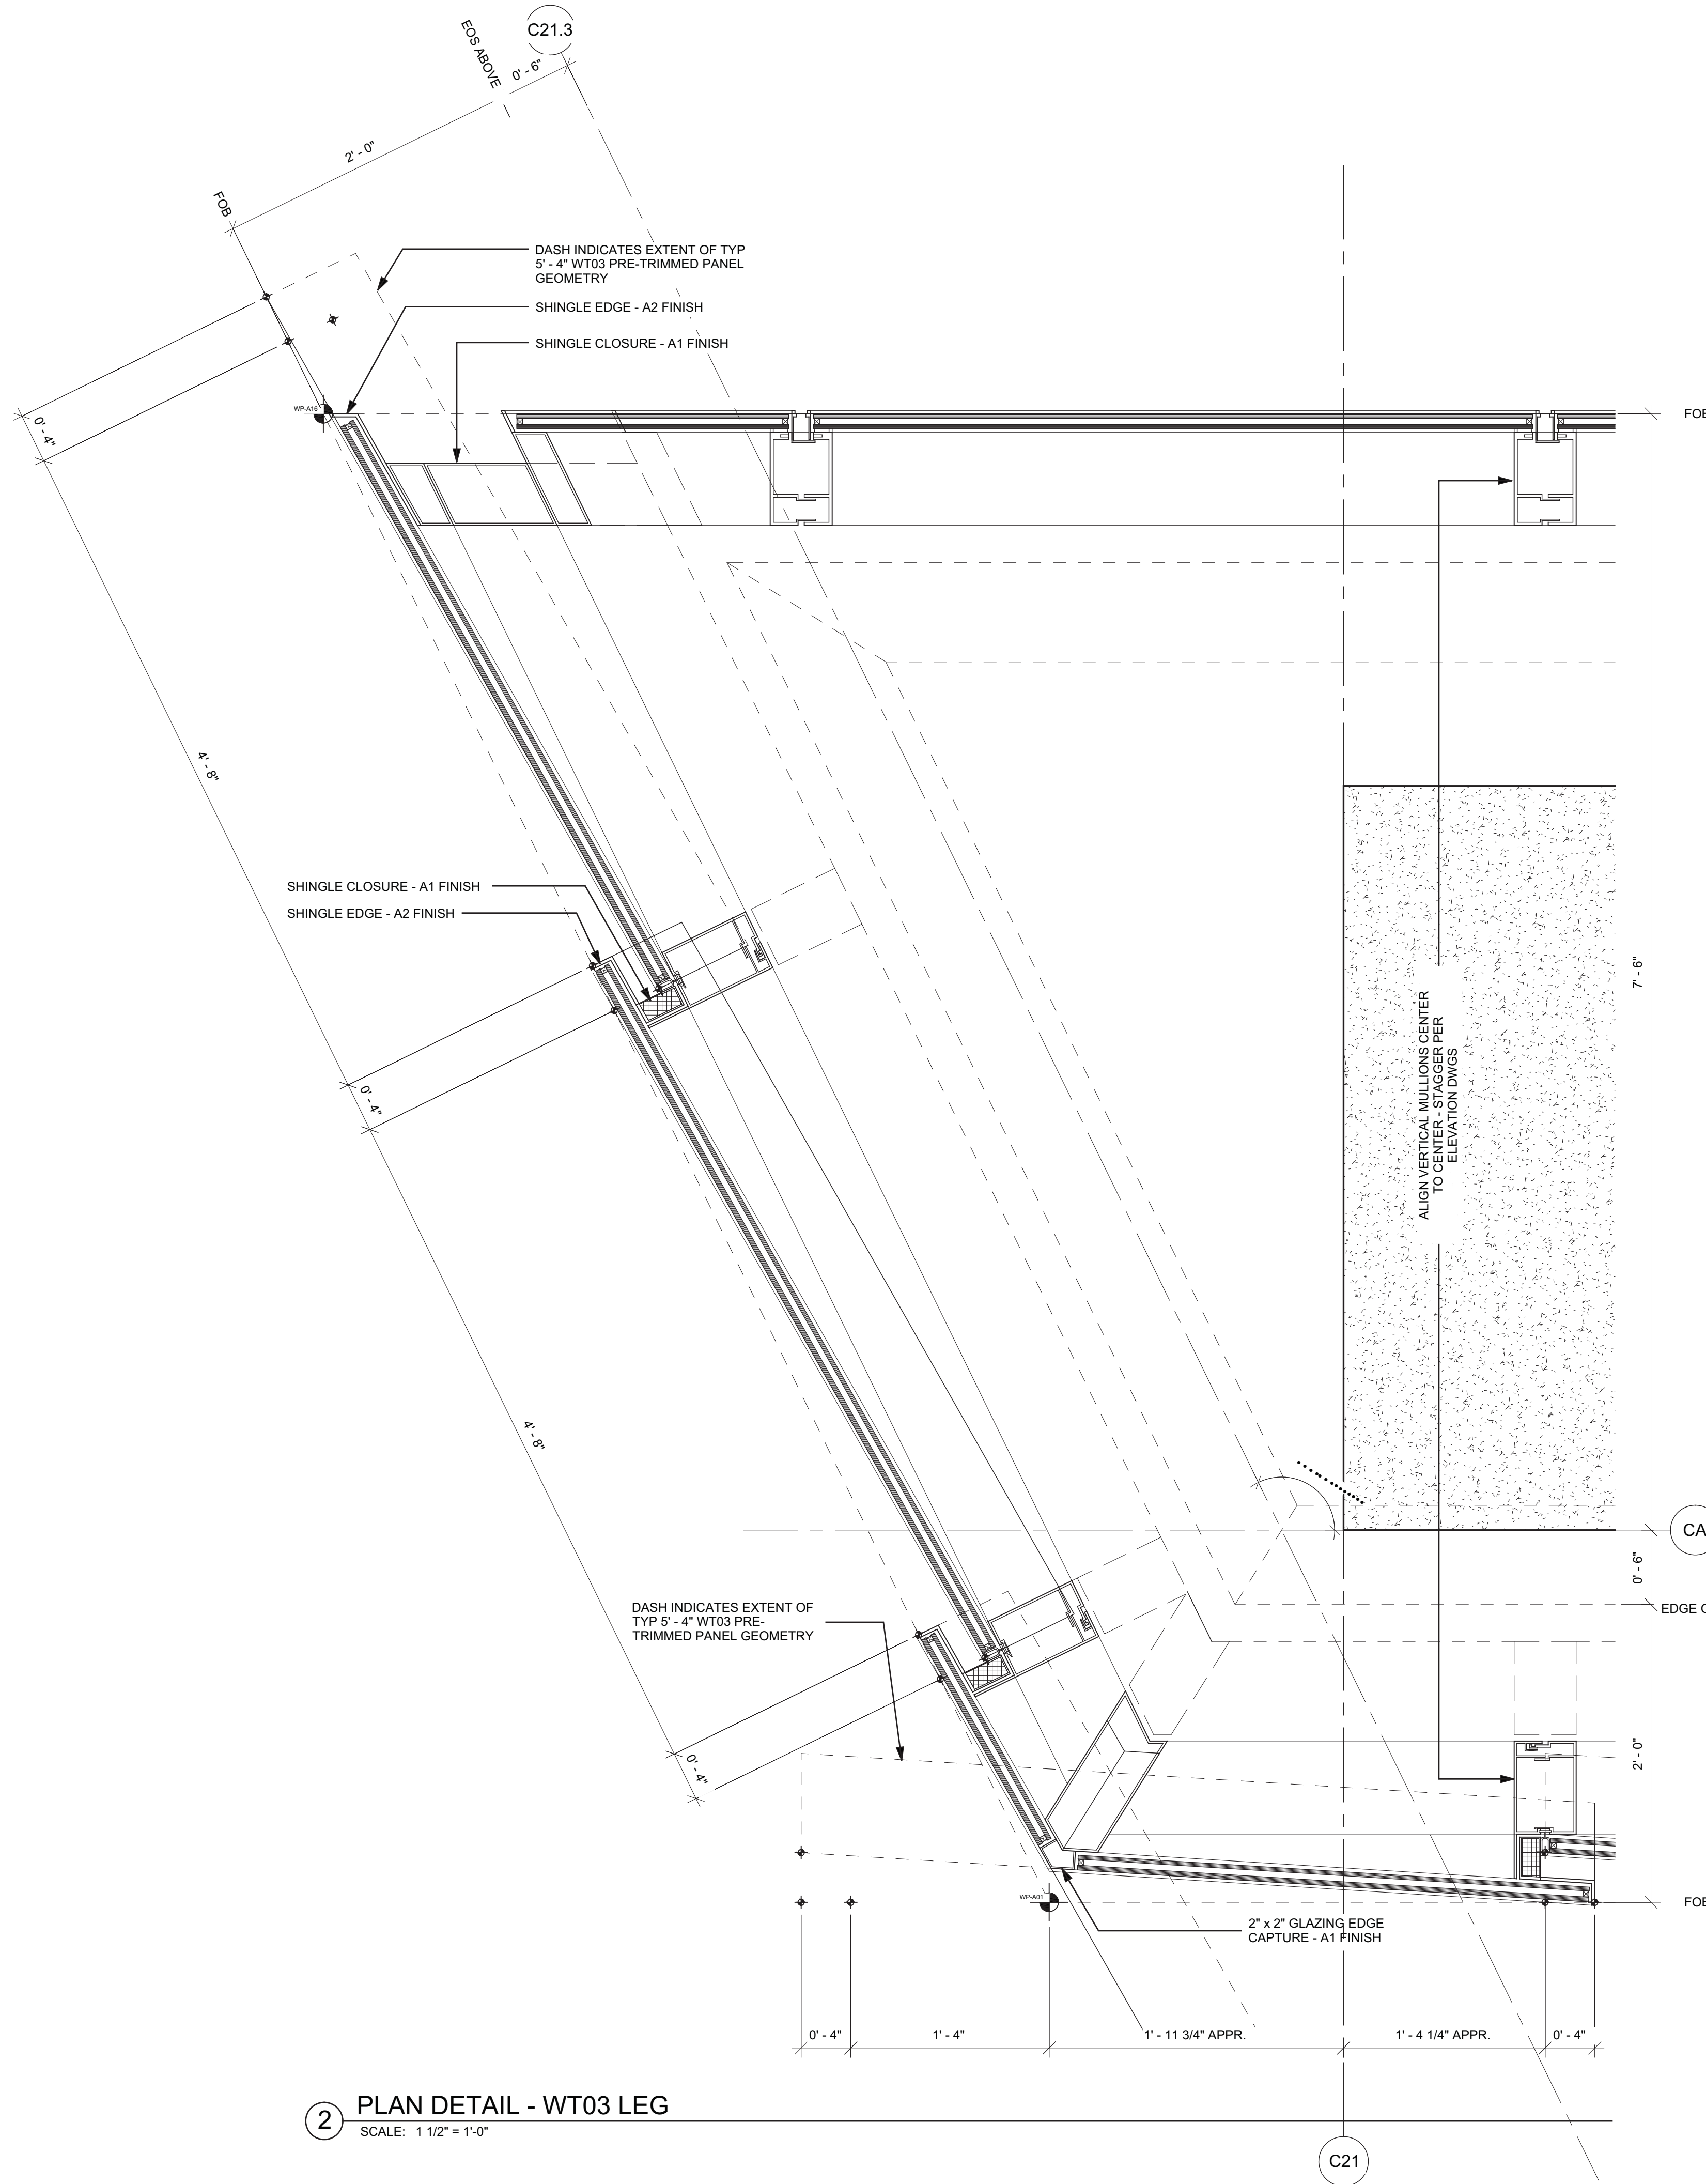 C21.3
EOS ABOVE
0' - 6"
2' - 0"
FOB
DASH INDICATES EXTENT OF TYP
5' - 4" WT03 PRE-TRIMMED PANEL
GEOMETRY
SHINGLE EDGE - A2 FINISH
SHINGLE CLOSURE - A1 FINISH
WP-A16
FOB
0' - 4"
4' - 8"
SHINGLE CLOSURE - A1 FINISH
SHINGLE EDGE - A2 FINISH
7' - 6"
ALIGN VERTICAL MULLIONS CENTER
TO CENTER - STAGGER PER
ELEVATION DWGS
0' - 4"
4' - 8"
CA
0' - 6"
EDGE
DASH INDICATES EXTENT OF
TYP 5' - 4" WT03 PRE-
TRIMMED PANEL GEOMETRY
2' - 0"
0' - 4"
WP-A01
FOB
2" x 2" GLAZING EDGE
CAPTURE - A1 FINISH
0' - 4"
1' - 4"
1' - 11 3/4" APPR.
1' - 4 1/4" APPR.
0' - 4"
2
PLAN DETAIL - WT03 LEG
SCALE: 1 1/2" = 1'-0"
C21